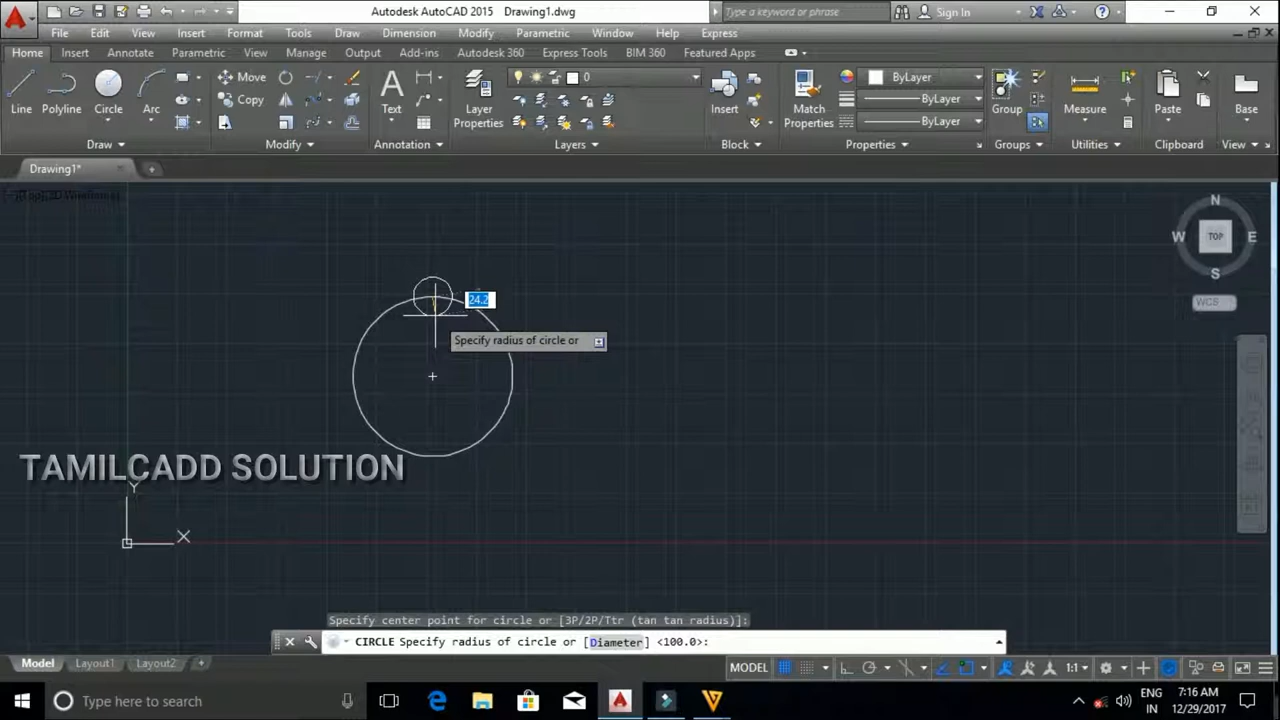 Autodesk AutoCAD 2015 Drawing1.dwg
Type a keyword or phrase
Sign In
File Edit View Insert Format Tools Draw Dimension Modify Parametric Window Help Express
Home Insert Annotate Parametric View Manage Output Add-ins Autodesk 360 Express Tools BIM 360 Featured Apps
Move 0 ByLayer
Copy ByLayer
Line Polyline Circle Arc Text Layer Properties Insert Match Properties ByLayer Group Measure Paste Base
Draw Modify Annotation Layers Block Properties Groups Utilities Clipboard View
Drawing1*
[−][Top][2D Wireframe]
N
W TOP E
S
WCS
24.2
Specify radius of circle or
TAMILCADD SOLUTION
Y
X
Specify center point for circle or [3P/2P/Ttr (tan tan radius)]:
CIRCLE Specify radius of circle or [Diameter] <100.0>:
Model Layout1 Layout2 +
MODEL 1:1
Type here to search
ENG 7:16 AM
IN 12/29/2017